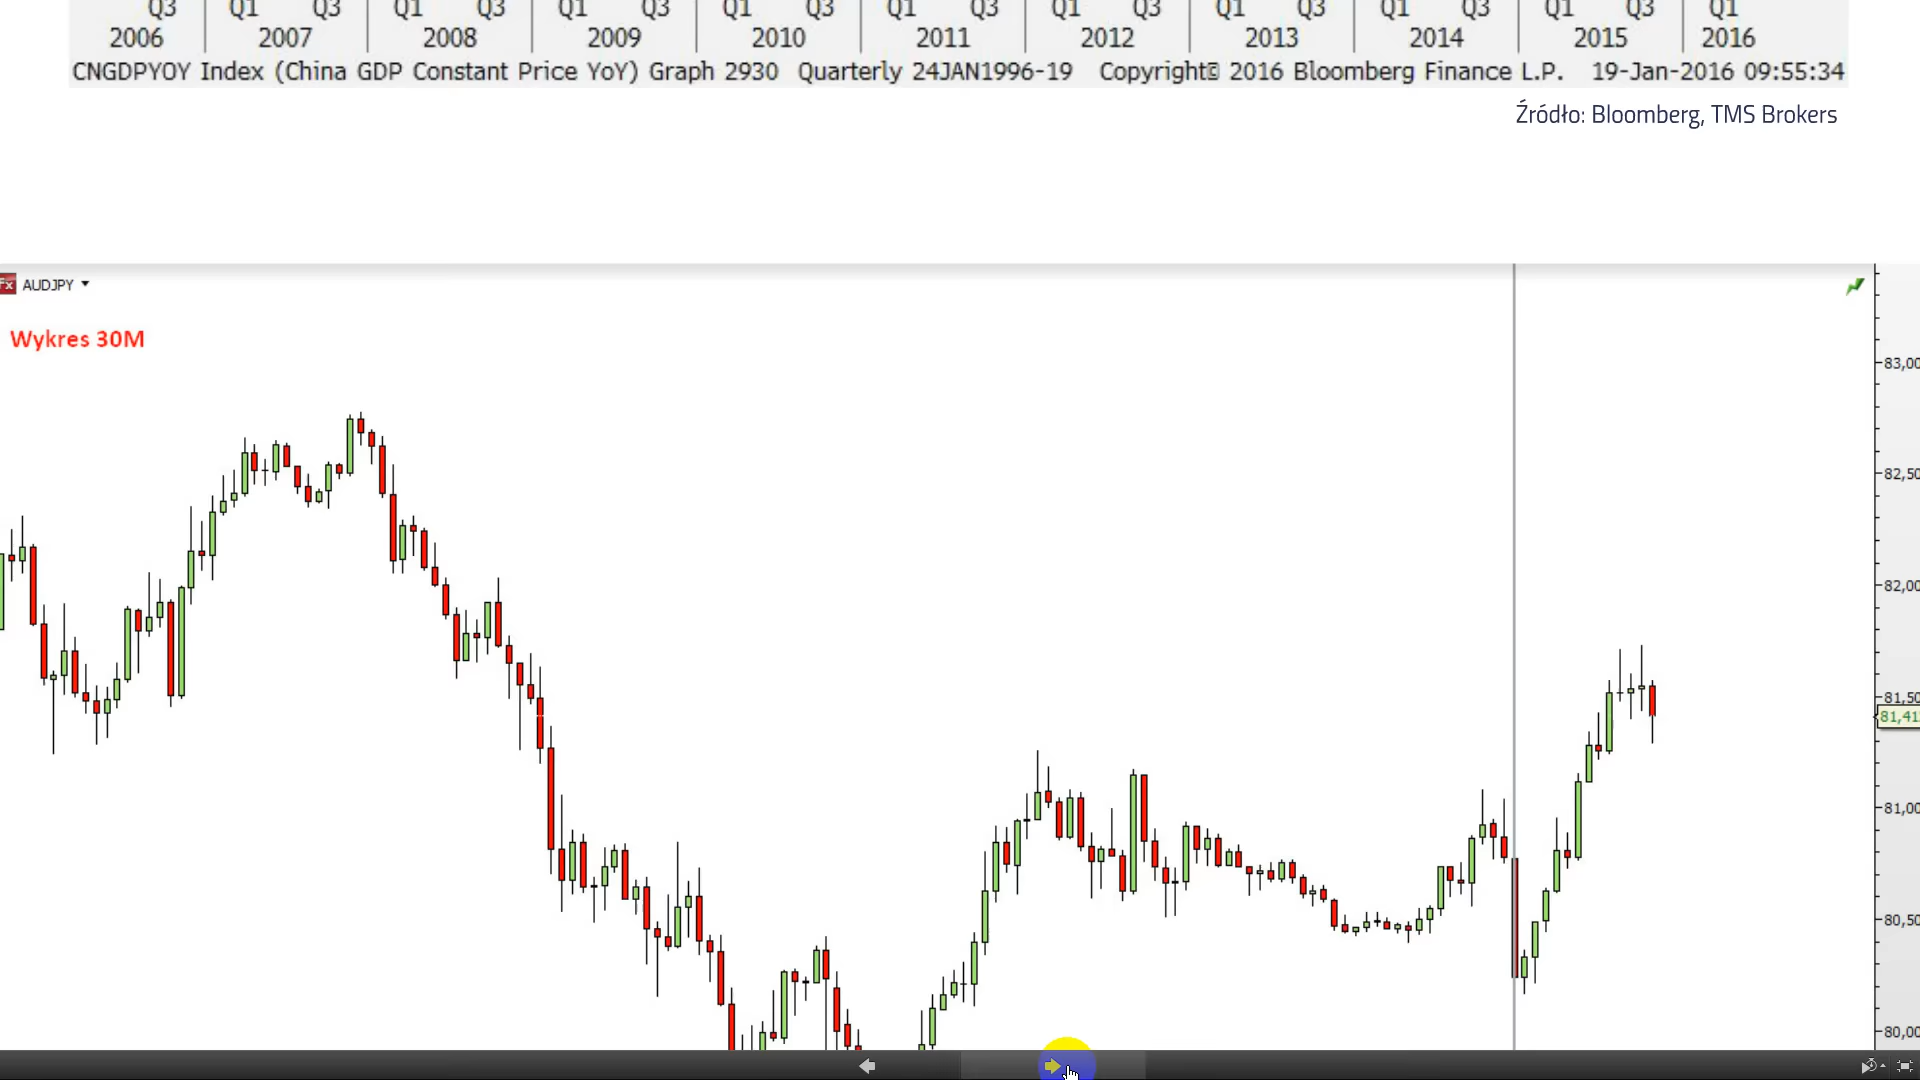 Q3 Q1 Q3 Q1 Q3 Q1 Q3 Q1 Q3 Q1 Q3 Q1 Q3 Q1 Q3 Q1 Q3 Q1 Q3 Q1
2006 2007 2008 2009 2010 2011 2012 2013 2014 2015 2016
CNGDPYOY Index (China GDP Constant Price YoY) Graph 2930 Quarterly 24JAN1996-19 Copyright© 2016 Bloomberg Finance L.P. 19-Jan-2016 09:55:34
Źródło: Bloomberg, TMS Brokers
Fx AUDJPY
Wykres 30M
83,00
82,50
82,00
81,50
81,41
81,00
80,50
80,00